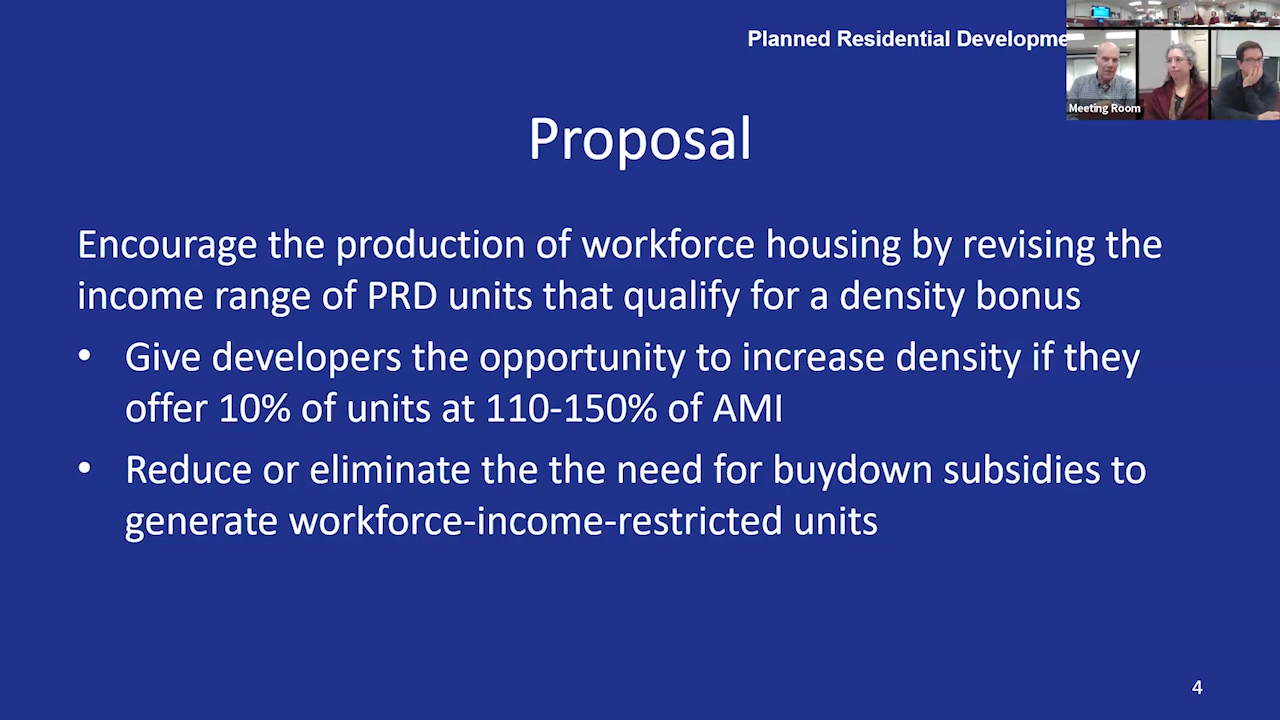 Planned Residential Developme
Meeting Room
Proposal
Encourage the production of workforce housing by revising the
income range of PRD units that qualify for a density bonus
• Give developers the opportunity to increase density if they
offer 10% of units at 110-150% of AMI
• Reduce or eliminate the the need for buydown subsidies to
generate workforce-income-restricted units
4